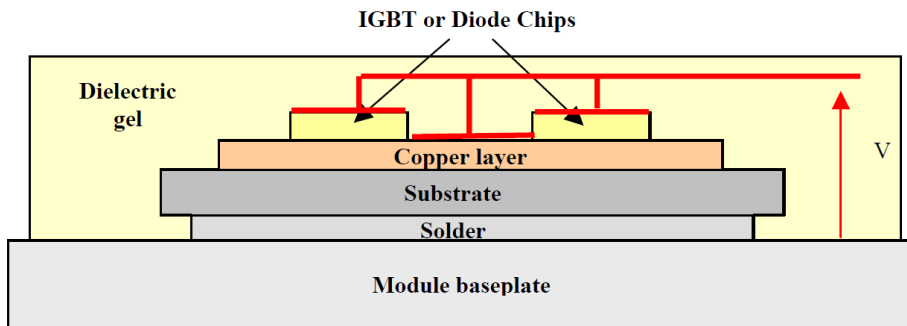 IGBT or Diode Chips
Dielectric
gel
V
Copper layer
Substrate
Solder
Module baseplate